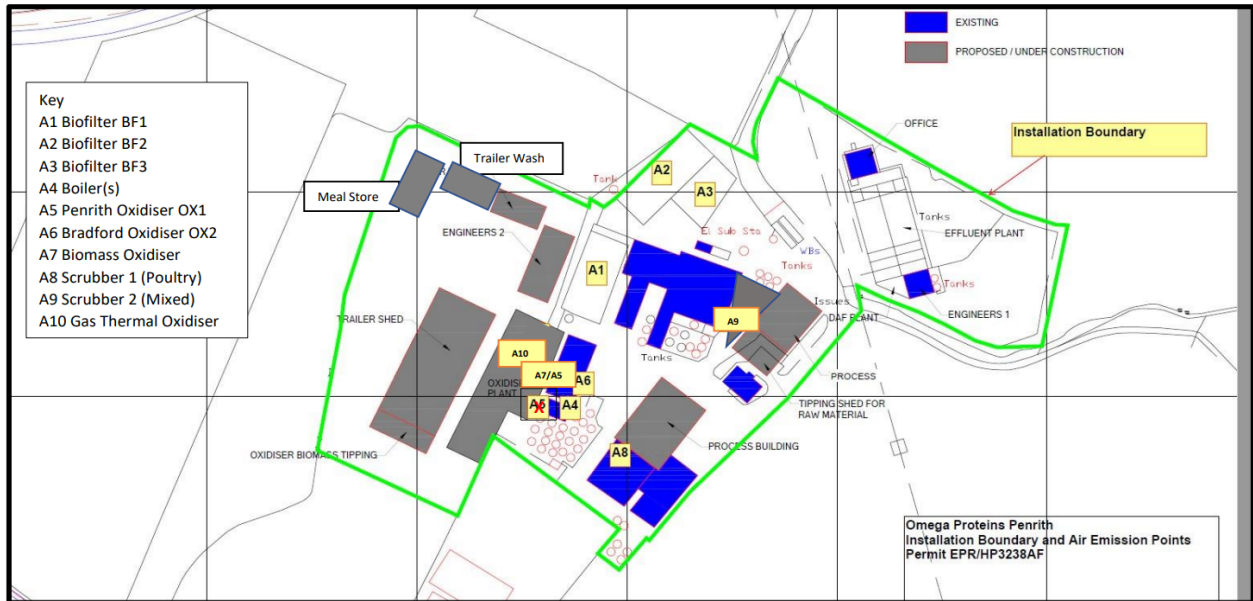 EXISTING
PROPOSED / UNDER CONSTRUCTION
Key
A1 Biofilter BF1
A2 Biofilter BF2
A3 Biofilter BF3
A4 Boiler(s)
A5 Penrith Oxidiser OX1
A6 Bradford Oxidiser OX2
A7 Biomass Oxidiser
A8 Scrubber 1 (Poultry)
A9 Scrubber 2 (Mixed)
A10 Gas Thermal Oxidiser
OFFICE
Installation Boundary
Trailer Wash
Meal Store
Tank
A2
A3
Tanks
EFFLUENT PLANT
ENGINEERS 2
El Sub Sta
WBs
Tanks
A1
Tanks
Issues
DAF PLANT
ENGINEERS 1
TRAILER SHED
A9
Tanks
A10
A7/A5
A6
PROCESS
OXIDIS
PLANT
A5
A4
TIPPING SHED FOR
RAW MATERIAL
PROCESS BUILDING
OXIDISER BIOMASS TIPPING
A8
Omega Proteins Penrith
Installation Boundary and Air Emission Points
Permit EPR/HP3238AF